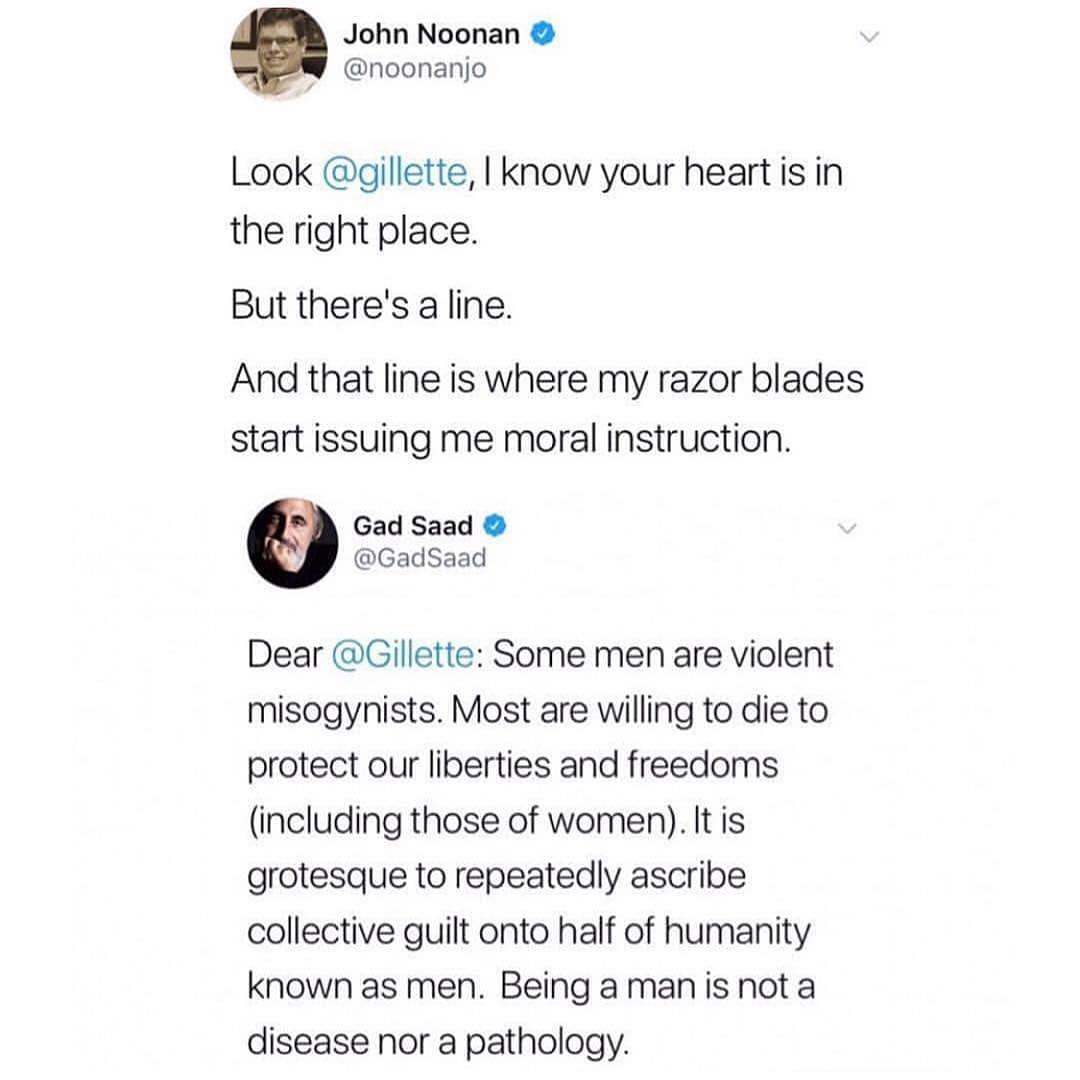 John Noonan
@noonanjo
Look @gillette, I know your heart is in
the right place.
But there's a line.
And that line is where my razor blades
start issuing me moral instruction.
Gad Saad
@GadSaad
Dear @Gillette: Some men are violent
misogynists. Most are willing to die to
protect our liberties and freedoms
(including those of women). It is
grotesque to repeatedly ascribe
collective guilt onto half of humanity
known as men. Being a man is not a
disease nor a pathology.